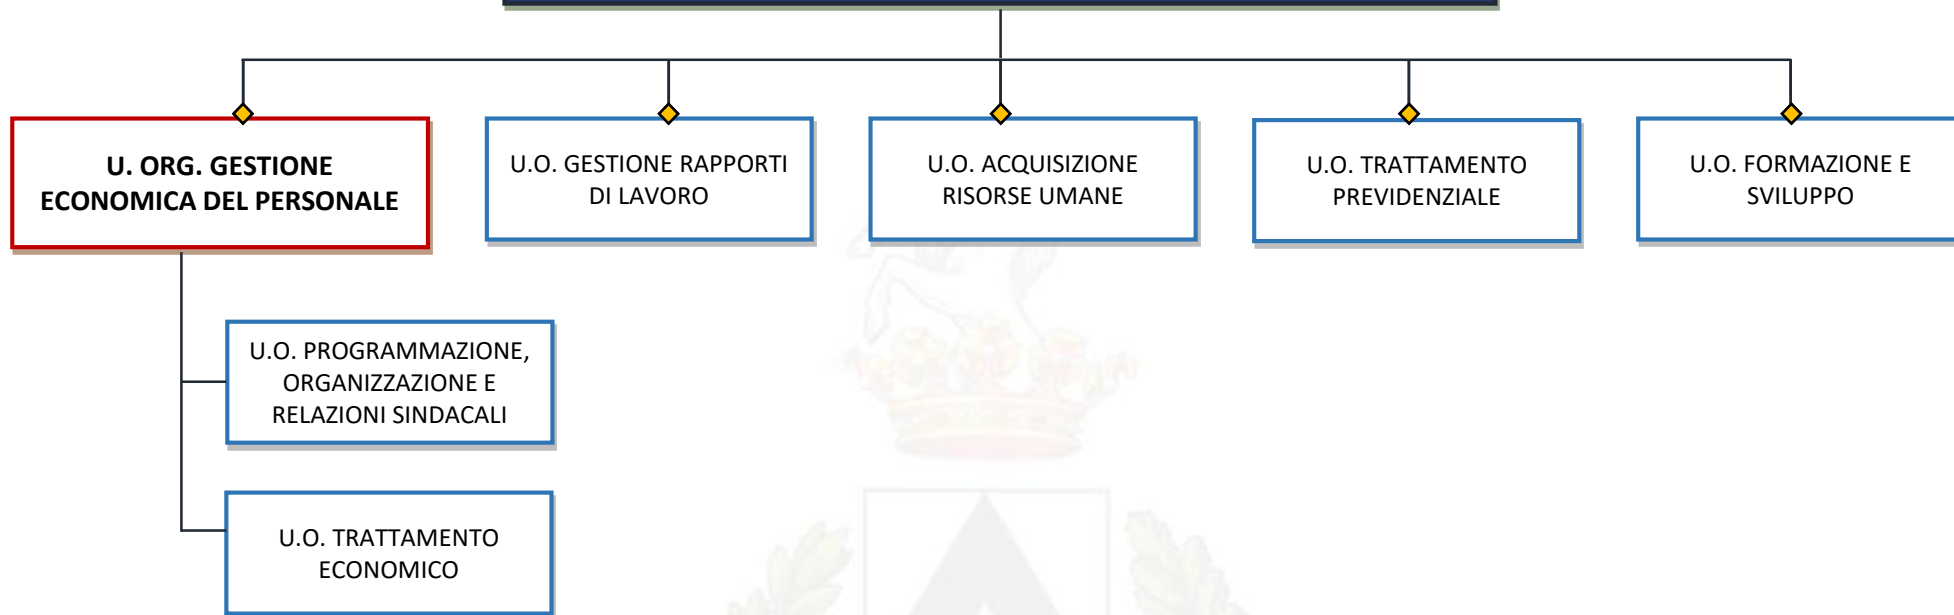 U. ORG. GESTIONE
ECONOMICA DEL PERSONALE
U.O. GESTIONE RAPPORTI
DI LAVORO
U.O. ACQUISIZIONE
RISORSE UMANE
U.O. TRATTAMENTO
PREVIDENZIALE
U.O. FORMAZIONE E
SVILUPPO
U.O. PROGRAMMAZIONE,
ORGANIZZAZIONE E
RELAZIONI SINDACALI
U.O. TRATTAMENTO
ECONOMICO